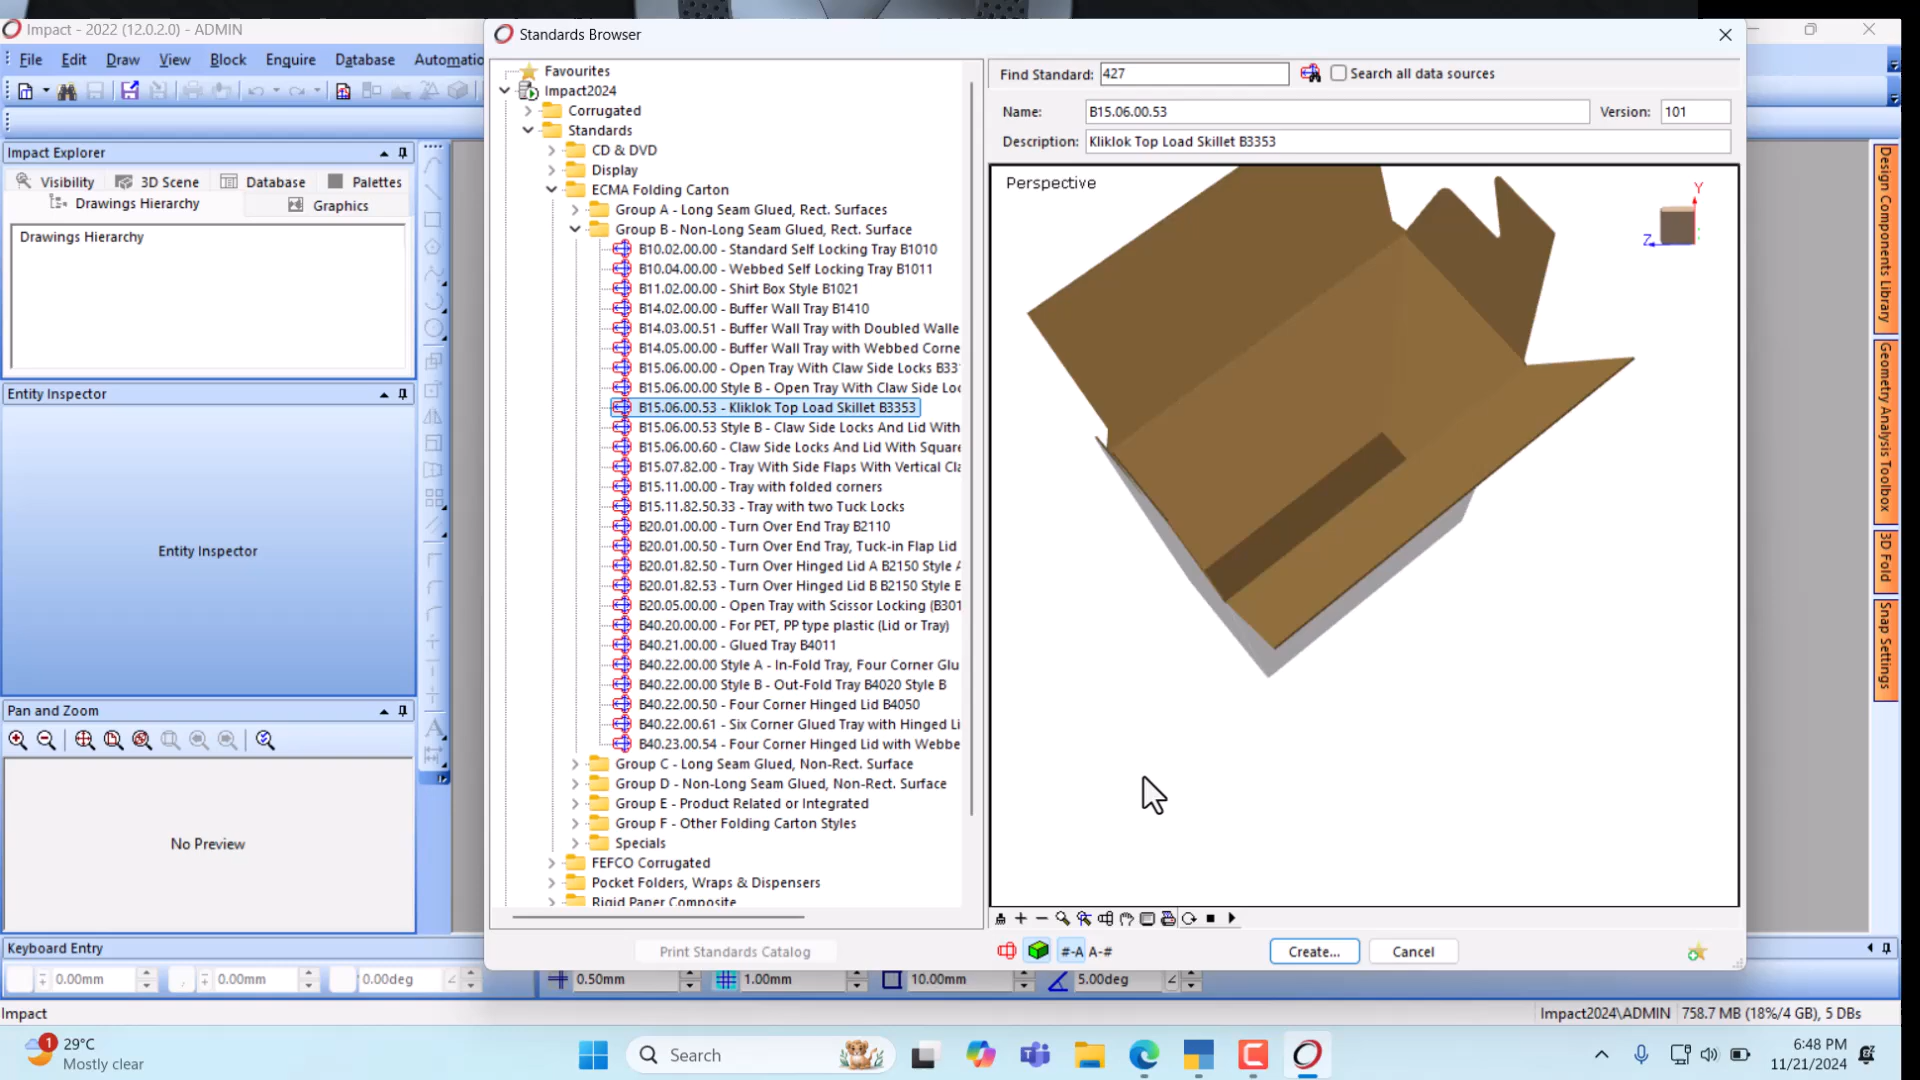 Impact - 2022 (12.0.2.0) - ADMIN
File Edit Draw View Block Enquire Database
Impact Explorer
Visibility 3D Scene Database Palettes
Drawings Hierarchy Graphics
Drawings Hierarchy
Entity Inspector
Entity Inspector
Pan and Zoom
No Preview
Keyboard Entry
0.00mm 0.00mm 0.00deg 0.50mm 1.00mm 10.00mm 5.00deg
Impact
Impact2024\ADMIN 758.7 MB (18%/4 GB), 5 DBs
Standards Browser
Favourites
Impact2024
Corrugated
Standards
CD & DVD
Display
ECMA Folding Carton
Group A - Long Seam Glued, Rect. Surfaces
Group B - Non-Long Seam Glued, Rect. Surface
B10.02.00.00 - Standard Self Locking Tray B1010
B10.04.00.00 - Webbed Self Locking Tray B1011
B11.02.00.00 - Shirt Box Style B1021
B14.02.00.00 - Buffer Wall Tray B1410
B14.03.00.51 - Buffer Wall Tray with Doubled Walle
B14.05.00.00 - Buffer Wall Tray with Webbed Corne
B15.06.00.00 - Open Tray With Claw Side Locks B33
B15.06.00.00 Style B - Open Tray With Claw Side Loc
B15.06.00.53 - Kliklok Top Load Skillet B3353
B15.06.00.53 Style B - Claw Side Locks And Lid With
B15.06.00.60 - Claw Side Locks And Lid With Square
B15.07.82.00 - Tray With Side Flaps With Vertical Cla
B15.11.00.00 - Tray with folded corners
B15.11.82.50.33 - Tray with two Tuck Locks
B20.01.00.00 - Turn Over End Tray B2110
B20.01.00.50 - Turn Over End Tray, Tuck-in Flap Lid
B20.01.82.50 - Turn Over Hinged Lid A B2150 Style A
B20.01.82.53 - Turn Over Hinged Lid B B2150 Style B
B20.05.00.00 - Open Tray with Scissor Locking (B301
B40.20.00.00 - For PET, PP type plastic (Lid or Tray)
B40.21.00.00 - Glued Tray B4011
B40.22.00.00 Style A - In-Fold Tray, Four Corner Glu
B40.22.00.00 Style B - Out-Fold Tray B4020 Style B
B40.22.00.50 - Four Corner Hinged Lid B4050
B40.22.00.61 - Six Corner Glued Tray with Hinged Li
B40.23.00.54 - Four Corner Hinged Lid with Webbe
Group C - Long Seam Glued, Non-Rect. Surface
Group D - Non-Long Seam Glued, Non-Rect. Surface
Group E - Product Related or Integrated
Group F - Other Folding Carton Styles
Specials
FEFCO Corrugated
Pocket Folders, Wraps & Dispensers
Rigid Paper Composite
Print Standards Catalog
Find Standard: 427 Search all data sources
Name: B15.06.00.53 Version: 101
Description: Kliklok Top Load Skillet B3353
Perspective
Y
Z
#-A A-#
Create... Cancel
Design Components Library
Geometry Analysis Toolbox
3D Fold
Snap Settings
1
29°C
Mostly clear
Search
6:48 PM
11/21/2024